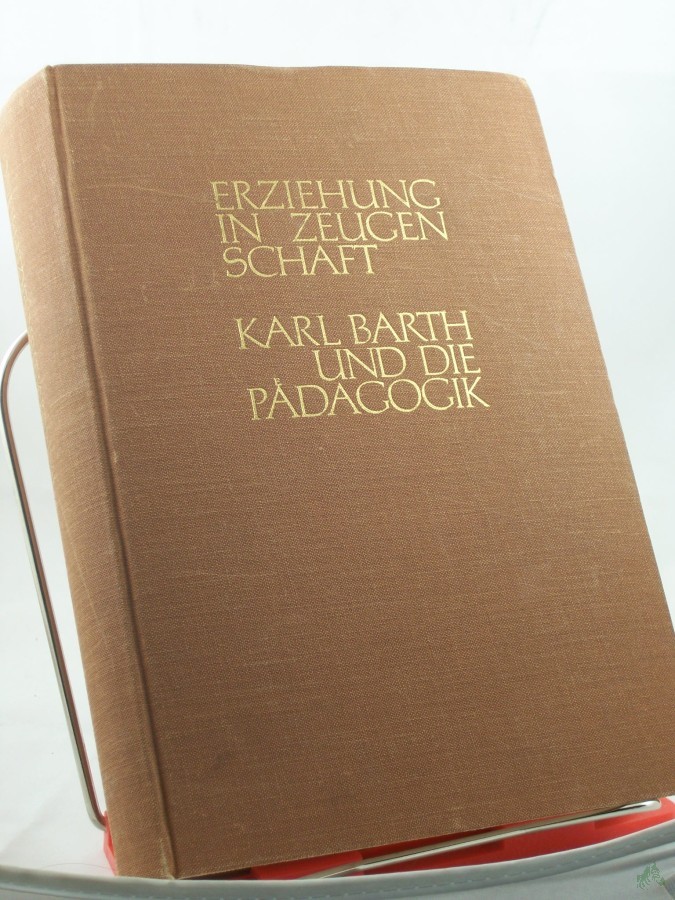 ERZIEHUNG
IN ZEUGEN
SCHAFT
KARL BARTH
UND DIE
PÄDAGOGIK